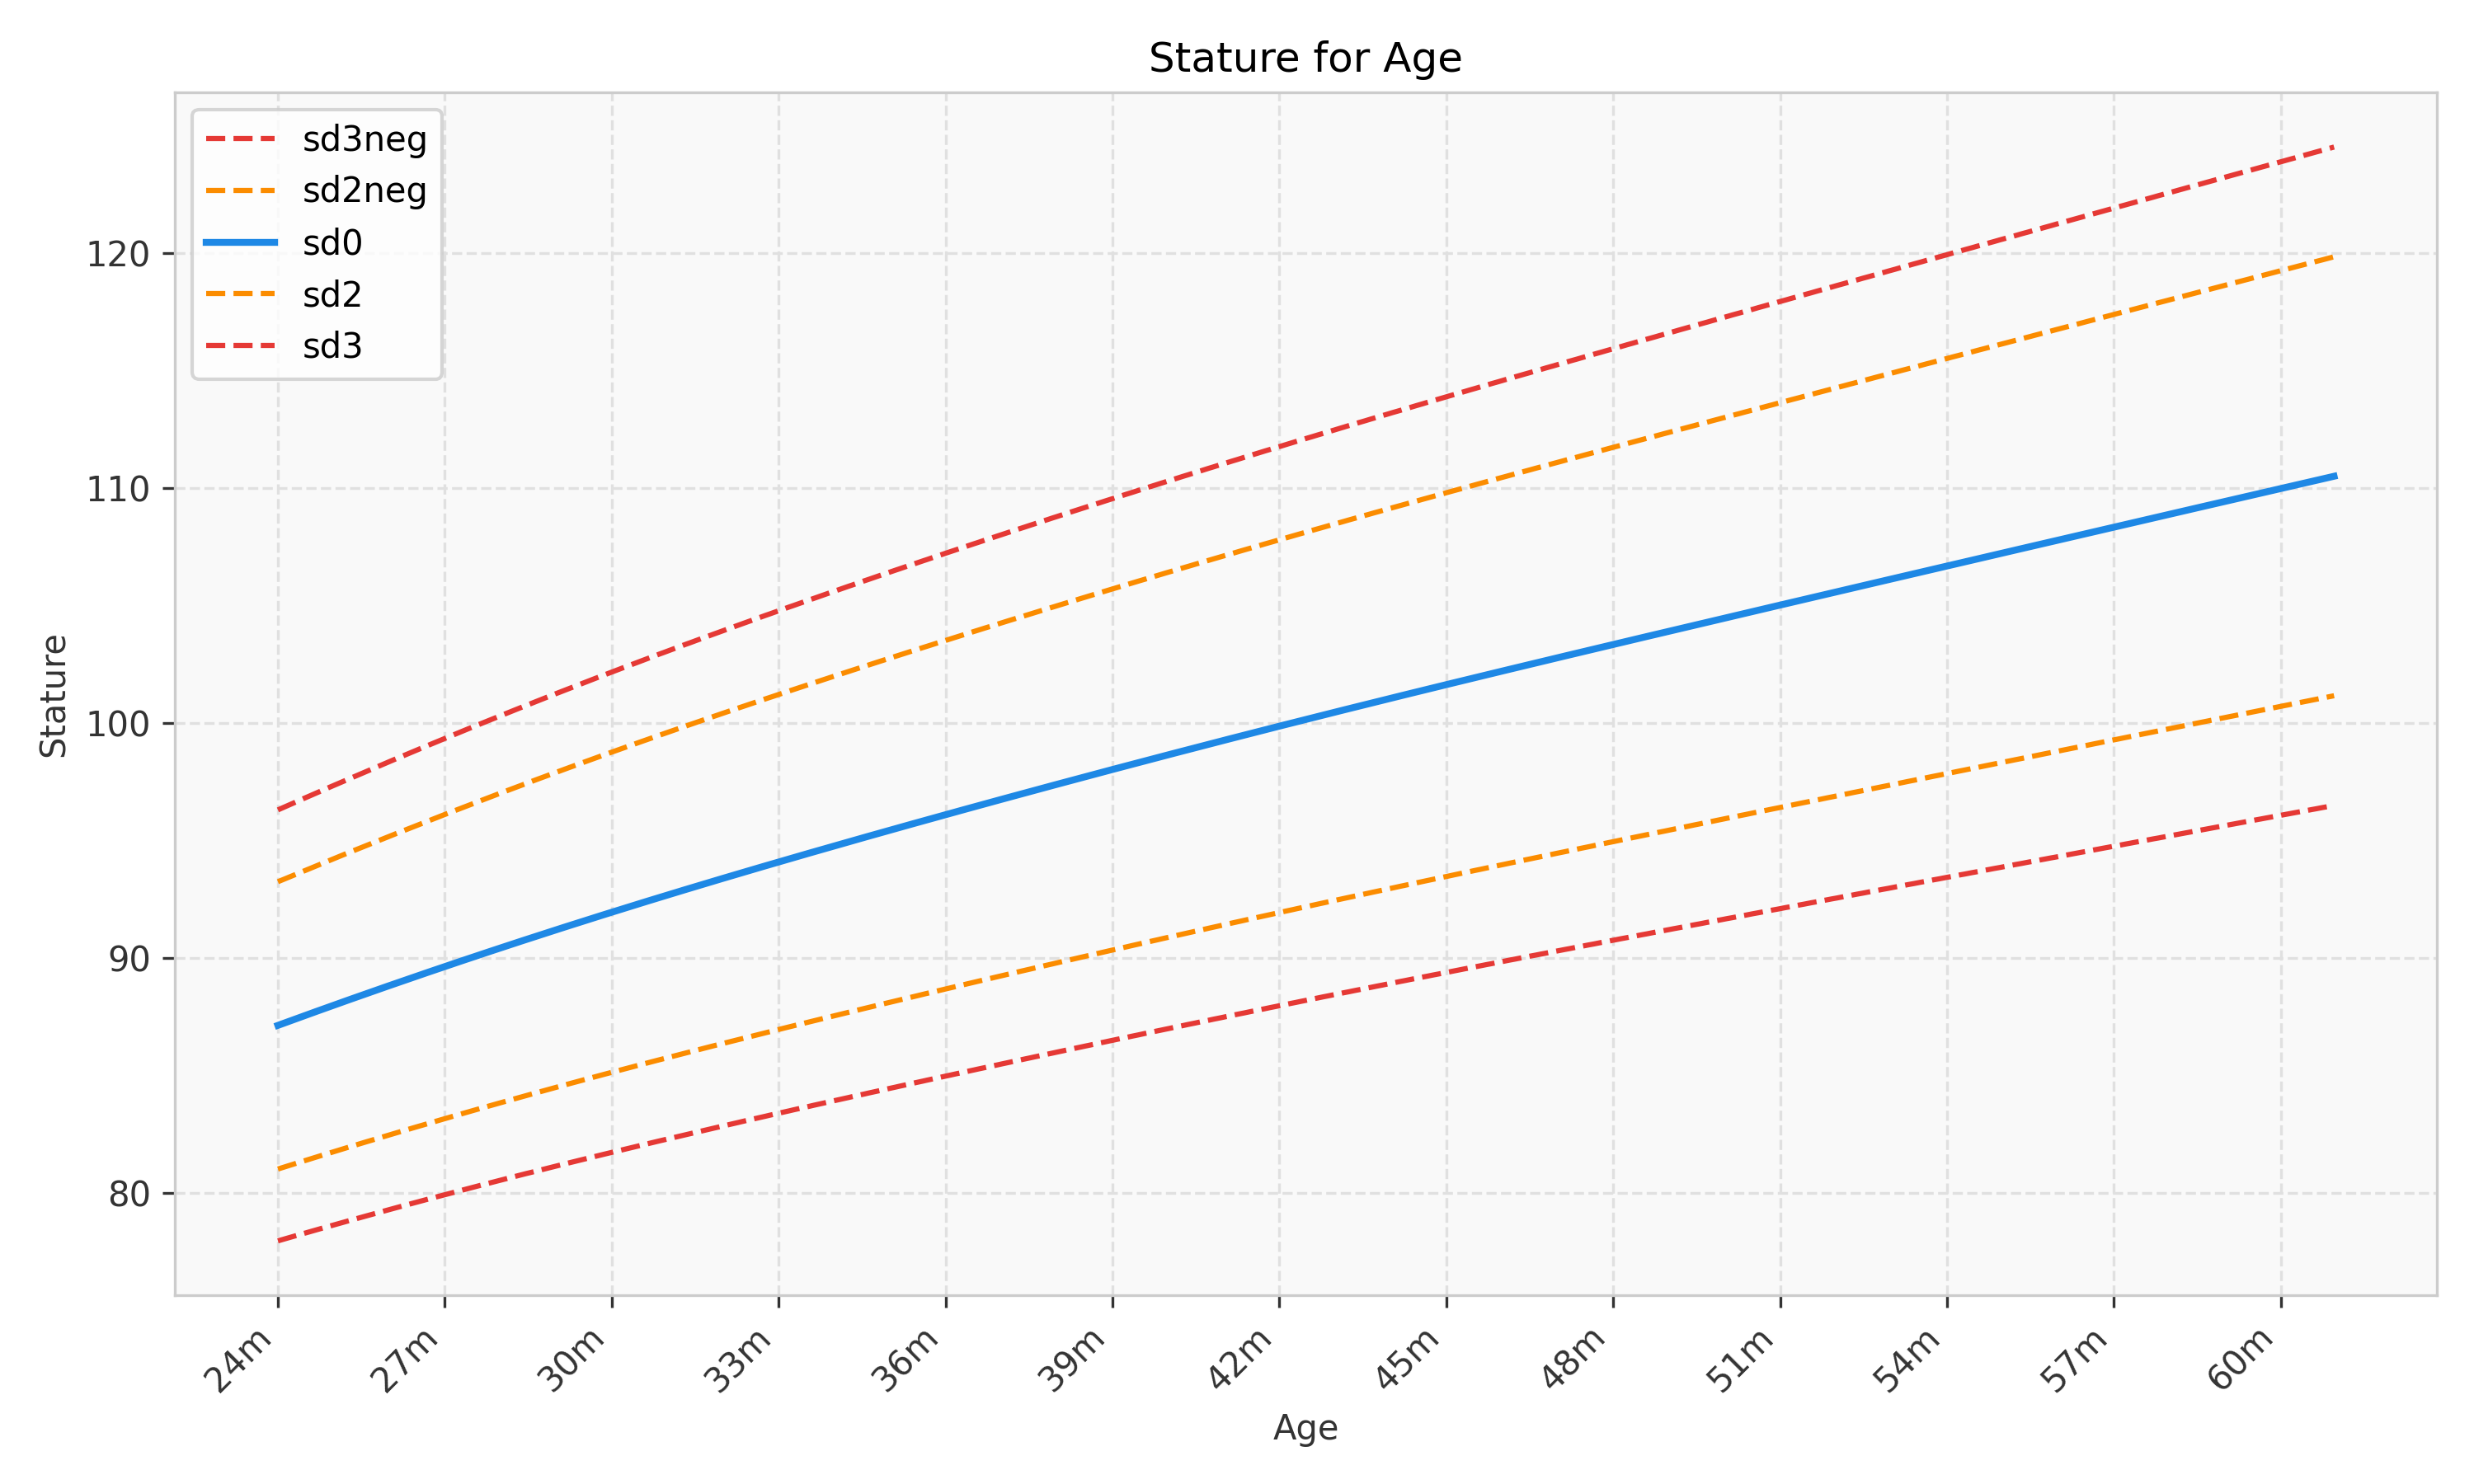 Stature for Age
sd3neg
sd2neg
sd0
sd2
sd3
120
110
100
90
80
Stature
24m
27m
30m
33m
36m
39m
42m
45m
48m
51m
54m
57m
60m
Age